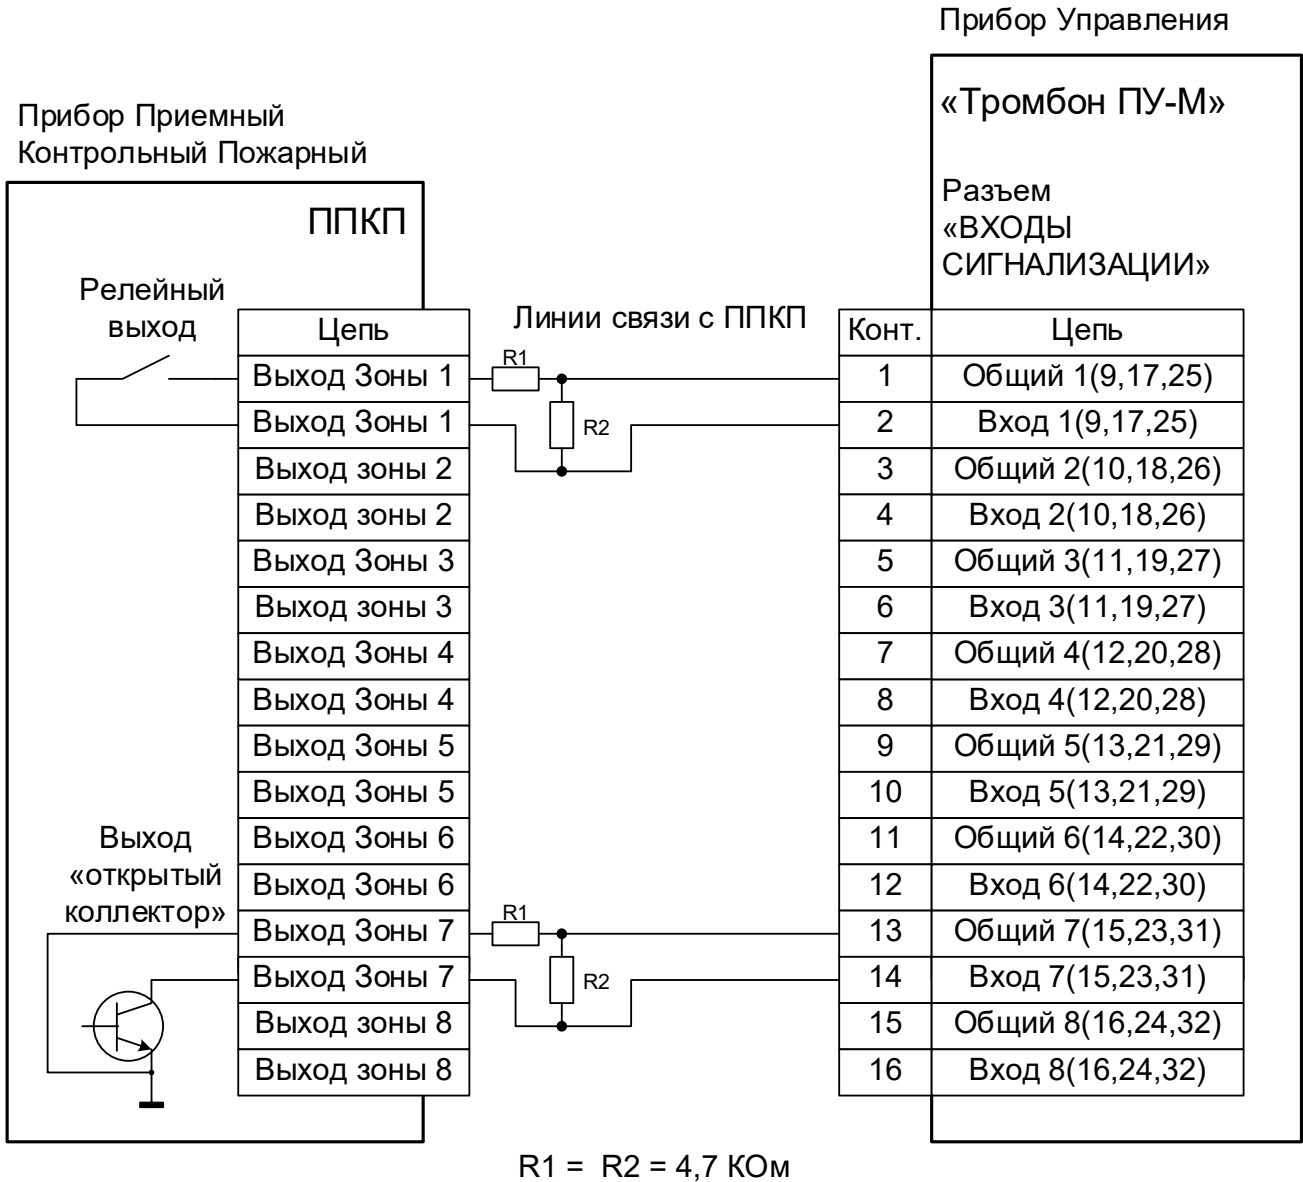 Прибор Управления
«Тромбон ПУ-М»
Прибор Приемный
Контрольный Пожарный
ППКП
Разъем
«ВХОДЫ
СИГНАЛИЗАЦИИ»
Релейный
выход
Линии связи с ППКП
Цепь
Конт.
Цепь
Выход Зоны 1
R1
1
Общий 1(9,17,25)
Выход Зоны 1
R2
2
Вход 1(9,17,25)
Выход зоны 2
3
Общий 2(10,18,26)
Выход зоны 2
4
Вход 2(10,18,26)
Выход Зоны 3
5
Общий 3(11,19,27)
Выход зоны 3
6
Вход 3(11,19,27)
Выход Зоны 4
7
Общий 4(12,20,28)
Выход Зоны 4
8
Вход 4(12,20,28)
Выход Зоны 5
9
Общий 5(13,21,29)
Выход Зоны 5
10
Вход 5(13,21,29)
Выход
«открытый
коллектор»
Выход Зоны 6
11
Общий 6(14,22,30)
Выход Зоны 6
12
Вход 6(14,22,30)
Выход Зоны 7
R1
13
Общий 7(15,23,31)
Выход Зоны 7
R2
14
Вход 7(15,23,31)
Выход зоны 8
15
Общий 8(16,24,32)
Выход зоны 8
16
Вход 8(16,24,32)
R1 = R2 = 4,7 КОм